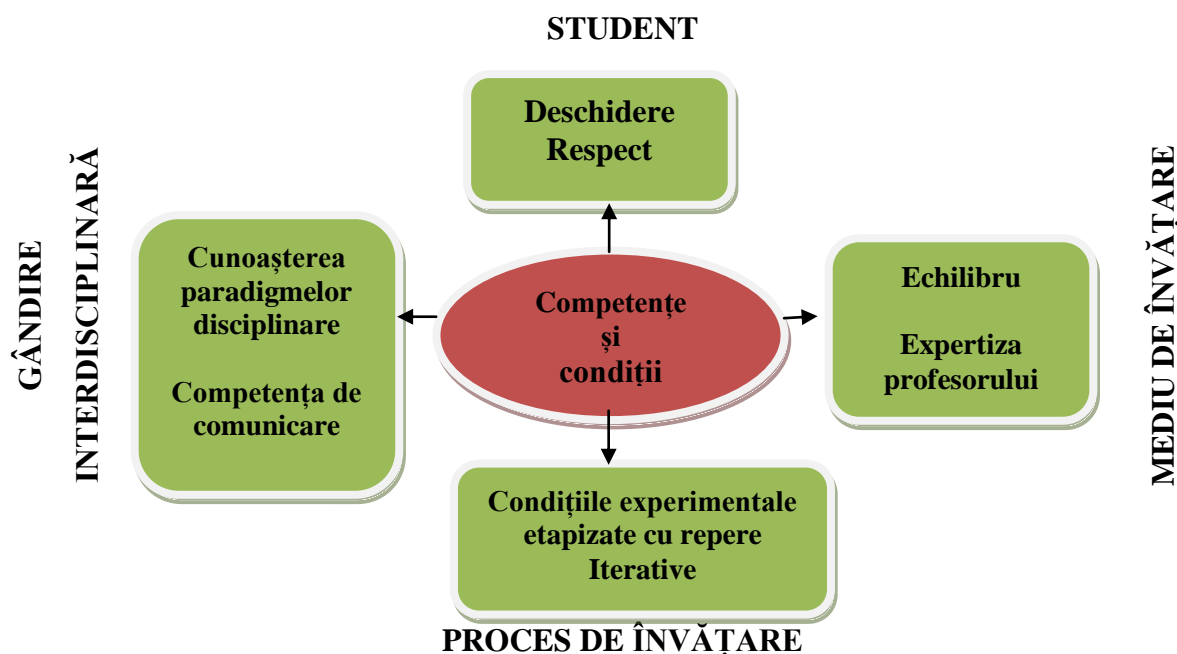 STUDENT
Deschidere
Respect
GÂNDIRE
INTERDISCIPLINARĂ
Cunoașterea
paradigmelor
disciplinare
Competența de
comunicare
Competențe
și
condiții
Echilibru
Expertiza
profesorului
MEDIU DE ÎNVĂȚARE
Condițiile experimentale
etapizate cu repere
Iterative
PROCES DE ÎNVĂȚARE